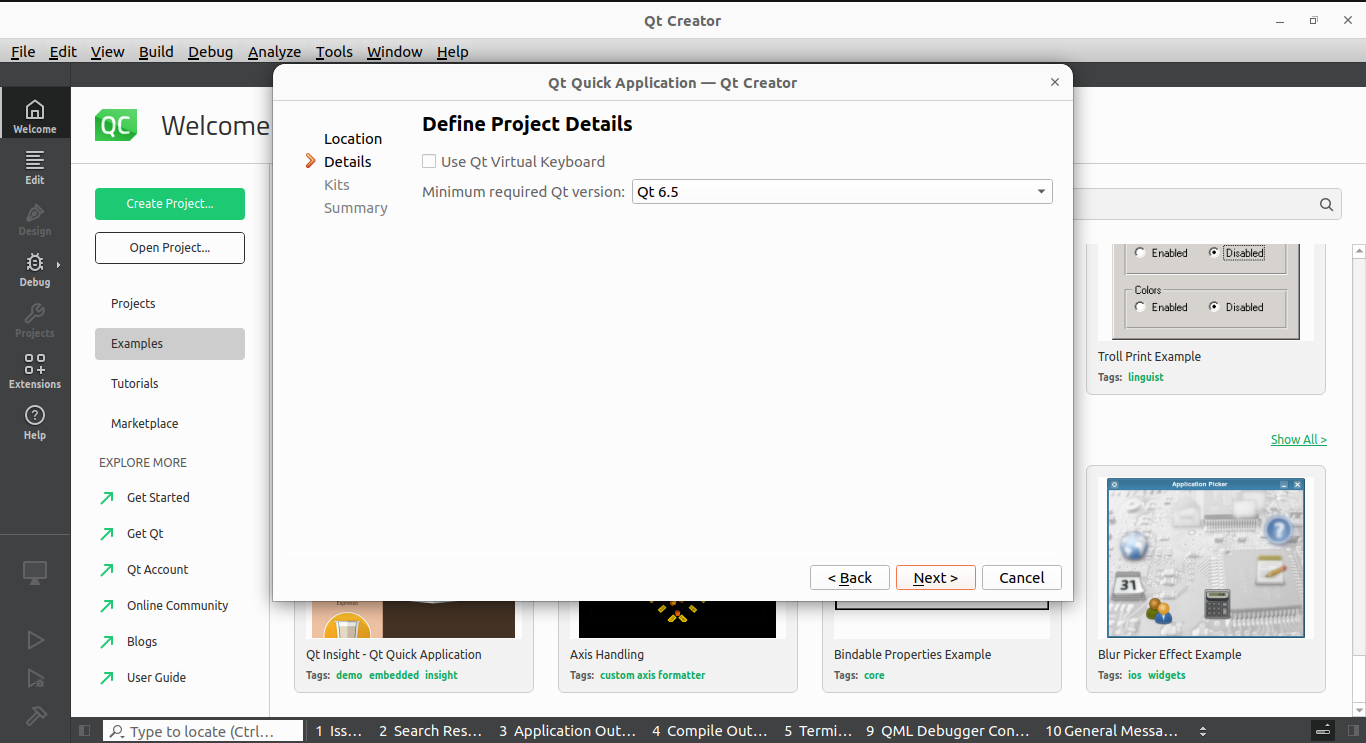 Qt Creator
File Edit View Build Debug Analyze Tools Window Help
Qt Quick Application — Qt Creator
Welcome
Edit
Design
Debug
Projects
Extensions
Help
QC
Welcome
Create Project...
Open Project...
Projects
Examples
Tutorials
Marketplace
EXPLORE MORE
Get Started
Get Qt
Qt Account
Online Community
Blogs
User Guide
Location
Details
Kits
Summary
Define Project Details
Use Qt Virtual Keyboard
Minimum required Qt version: Qt 6.5
< Back Next > Cancel
Enabled Disabled
Colors
Enabled Disabled
Troll Print Example
Tags: linguist
Show All >
Application Picker
31
Qt Insight - Qt Quick Application
Tags: demo embedded insight
Axis Handling
Tags: custom axis formatter
Bindable Properties Example
Tags: core
Blur Picker Effect Example
Tags: ios widgets
Type to locate (Ctrl...
1 Iss... 2 Search Res... 3 Application Out... 4 Compile Out... 5 Termi... 9 QML Debugger Con... 10 General Messa...